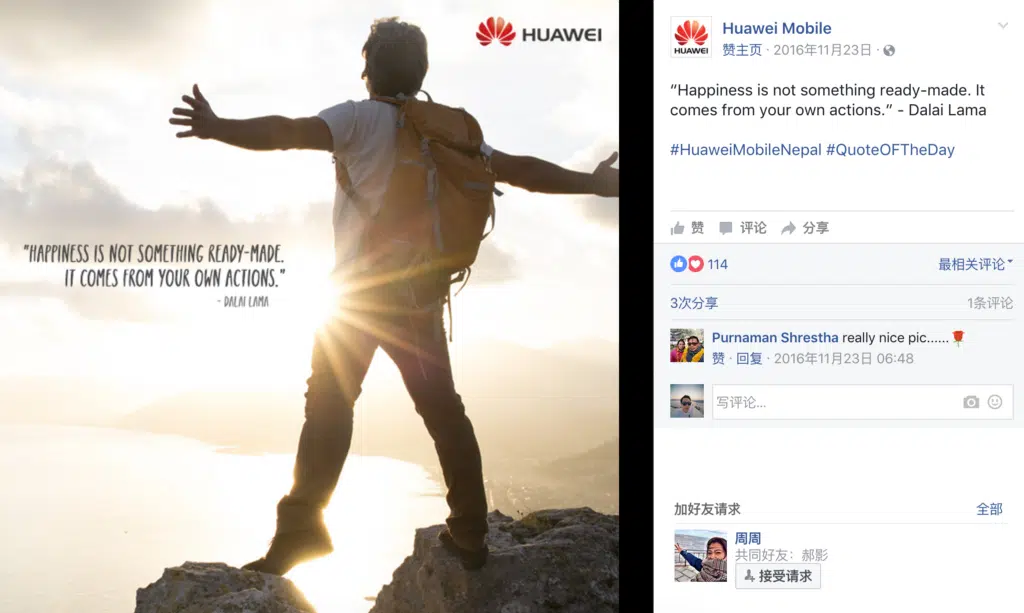 HUAWEI
"HAPPINESS IS NOT SOMETHING READY-MADE.
IT COMES FROM YOUR OWN ACTIONS."
- DALAI LAMA
HUAWEI
Huawei Mobile
赞主页 · 2016年11月23日 ·
"Happiness is not something ready-made. It
comes from your own actions." - Dalai Lama
#HuaweiMobileNepal #QuoteOFTheDay
赞 评论 分享
114 最相关评论
3次分享 1条评论
Purnaman Shrestha really nice pic......🌹
赞 · 回复 · 2016年11月23日 06:48
写评论...
加好友请求 全部
周周
共同好友：郝影
接受请求